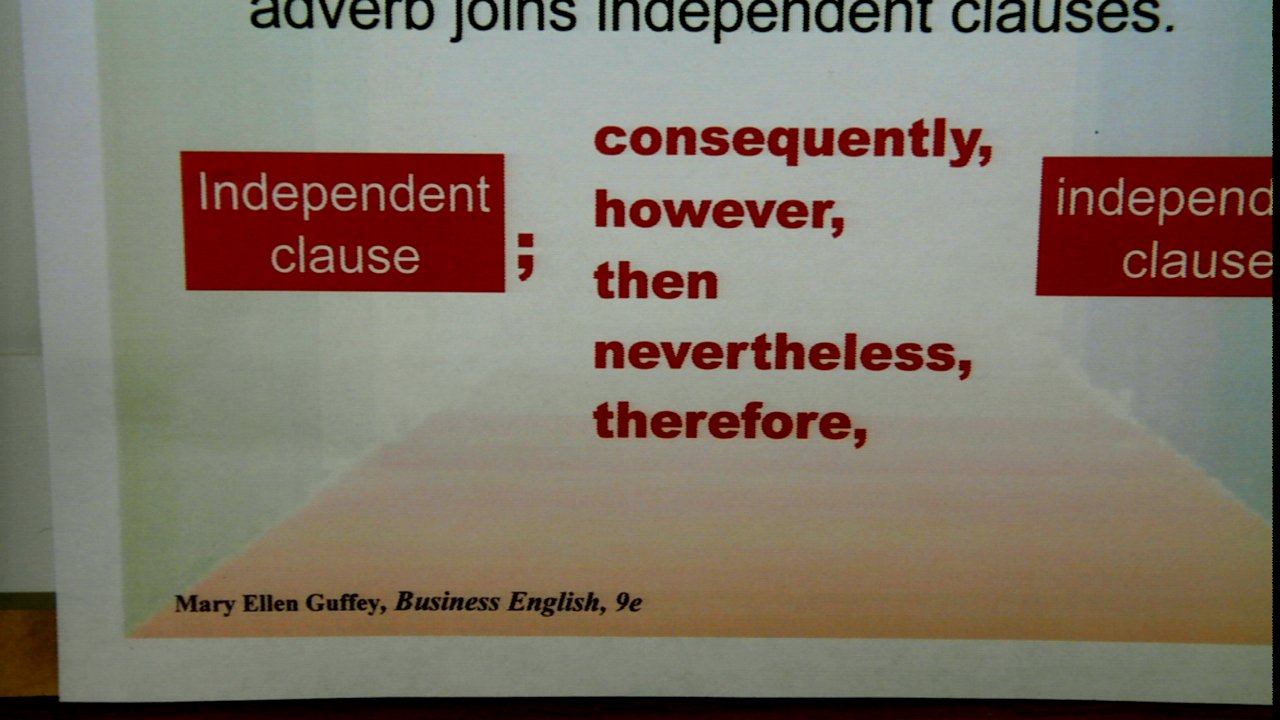 adverb joins independent clauses.
Independent
clause
;
consequently,
however,
then
nevertheless,
therefore,
independ
clause
Mary Ellen Guffey, Business English, 9e